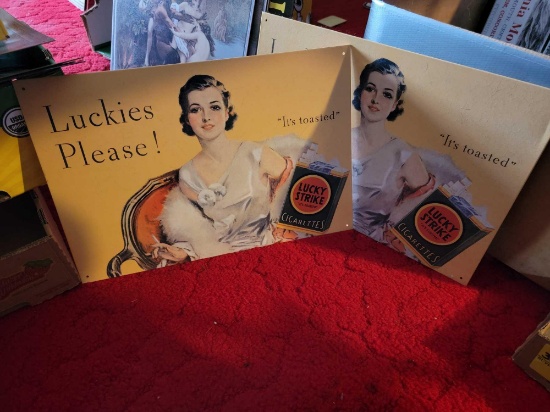 Luckies
Please!
"It's toasted"
LUCKY
STRIKE
CIGARETTES
"It's toasted"
LUCKY
STRIKE
CIGARETTES